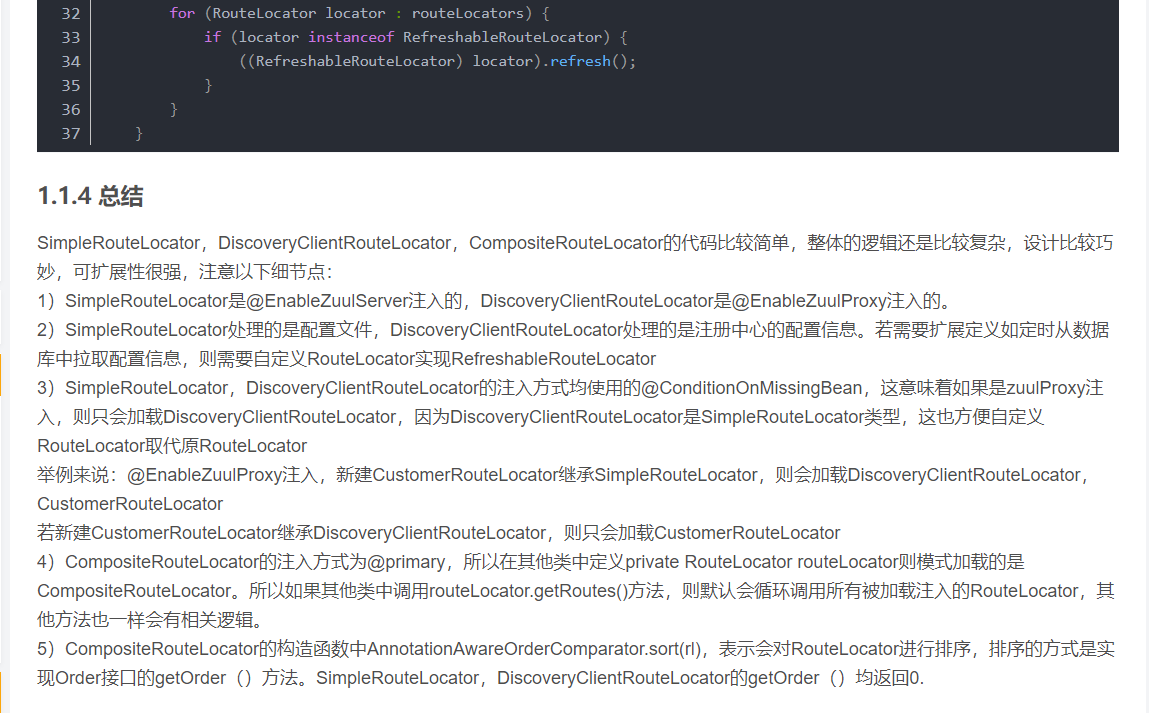 32 for (RouteLocator locator : routeLocators) {
33 if (locator instanceof RefreshableRouteLocator) {
34 ((RefreshableRouteLocator) locator).refresh();
35 }
36 }
37 }
1.1.4 总结
SimpleRouteLocator，DiscoveryClientRouteLocator，CompositeRouteLocator的代码比较简单，整体的逻辑还是比较复杂，设计比较巧
妙，可扩展性很强，注意以下细节点：
1）SimpleRouteLocator是@EnableZuulServer注入的，DiscoveryClientRouteLocator是@EnableZuulProxy注入的。
2）SimpleRouteLocator处理的是配置文件，DiscoveryClientRouteLocator处理的是注册中心的配置信息。若需要扩展定义如定时从数据
库中拉取配置信息，则需要自定义RouteLocator实现RefreshableRouteLocator
3）SimpleRouteLocator，DiscoveryClientRouteLocator的注入方式均使用的@ConditionOnMissingBean，这意味着如果是zuulProxy注
入，则只会加载DiscoveryClientRouteLocator，因为DiscoveryClientRouteLocator是SimpleRouteLocator类型，这也方便自定义
RouteLocator取代原RouteLocator
举例来说：@EnableZuulProxy注入，新建CustomerRouteLocator继承SimpleRouteLocator，则会加载DiscoveryClientRouteLocator，
CustomerRouteLocator
若新建CustomerRouteLocator继承DiscoveryClientRouteLocator，则只会加载CustomerRouteLocator
4）CompositeRouteLocator的注入方式为@primary，所以在其他类中定义private RouteLocator routeLocator则模式加载的是
CompositeRouteLocator。所以如果其他类中调用routeLocator.getRoutes()方法，则默认会循环调用所有被加载注入的RouteLocator，其
他方法也一样会有相关逻辑。
5）CompositeRouteLocator的构造函数中AnnotationAwareOrderComparator.sort(rl)，表示会对RouteLocator进行排序，排序的方式是实
现Order接口的getOrder（）方法。SimpleRouteLocator，DiscoveryClientRouteLocator的getOrder（）均返回0.